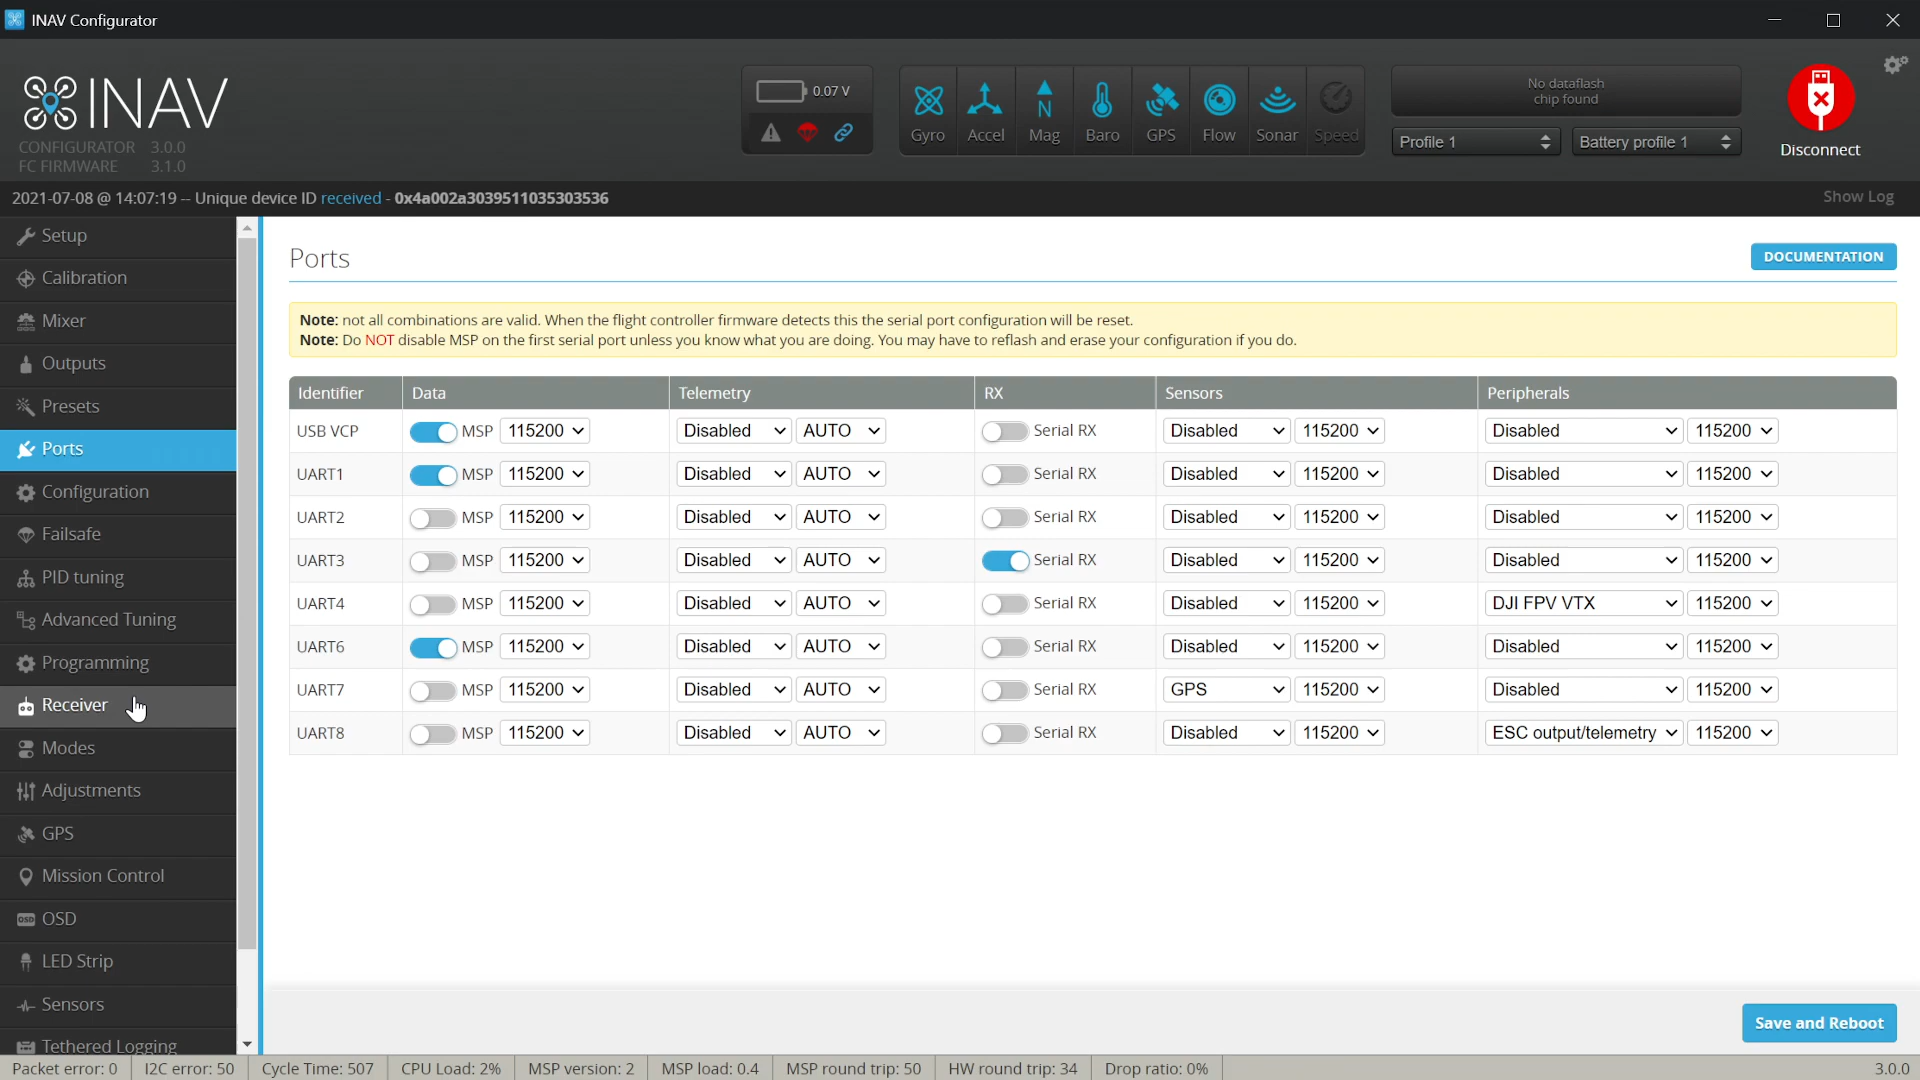 INAV Configurator
INAV
CONFIGURATOR 3.0.0
FC FIRMWARE 3.1.0
0.07 V
Gyro Accel Mag Baro GPS Flow Sonar Speed
No dataflash
chip found
Profile 1 Battery profile 1
Disconnect
2021-07-08 @ 14:07:19 -- Unique device ID received - 0x4a002a3039511035303536
Show Log
Setup
Calibration
Mixer
Outputs
Presets
Ports
Configuration
Failsafe
PID tuning
Advanced Tuning
Programming
Receiver
Modes
Adjustments
GPS
Mission Control
OSD
LED Strip
Sensors
Tethered Logging
Ports
DOCUMENTATION
Note: not all combinations are valid. When the flight controller firmware detects this the serial port configuration will be reset.
Note: Do NOT disable MSP on the first serial port unless you know what you are doing. You may have to reflash and erase your configuration if you do.
Identifier Data Telemetry RX Sensors Peripherals
USB VCP MSP 115200 Disabled AUTO Serial RX Disabled 115200 Disabled 115200
UART1 MSP 115200 Disabled AUTO Serial RX Disabled 115200 Disabled 115200
UART2 MSP 115200 Disabled AUTO Serial RX Disabled 115200 Disabled 115200
UART3 MSP 115200 Disabled AUTO Serial RX Disabled 115200 Disabled 115200
UART4 MSP 115200 Disabled AUTO Serial RX Disabled 115200 DJI FPV VTX 115200
UART6 MSP 115200 Disabled AUTO Serial RX Disabled 115200 Disabled 115200
UART7 MSP 115200 Disabled AUTO Serial RX GPS 115200 Disabled 115200
UART8 MSP 115200 Disabled AUTO Serial RX Disabled 115200 ESC output/telemetry 115200
Save and Reboot
Packet error: 0 I2C error: 50 Cycle Time: 507 CPU Load: 2% MSP version: 2 MSP load: 0.4 MSP round trip: 50 HW round trip: 34 Drop ratio: 0% 3.0.0